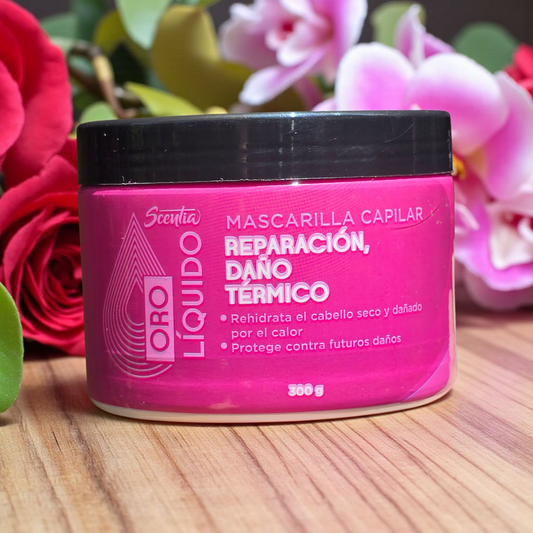 Scentia
ORO
LÍQUIDO
MASCARILLA CAPILAR
REPARACIÓN,
DAÑO
TÉRMICO
• Rehidrata el cabello seco y dañado
por el calor
• Protege contra futuros daños
300 g